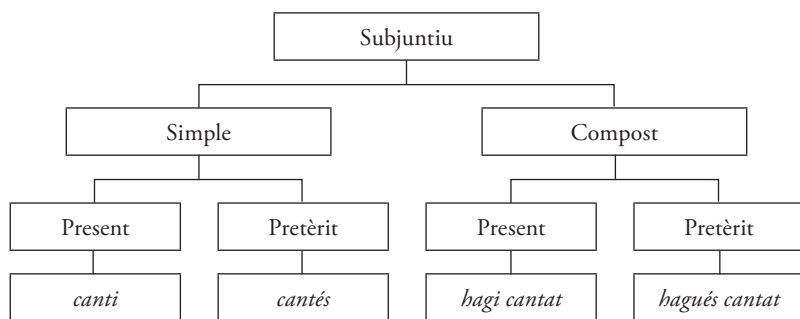 Subjuntiu
Simple
Compost
Present
Pretèrit
Present
Pretèrit
canti
cantés
hagi cantat
hagués cantat